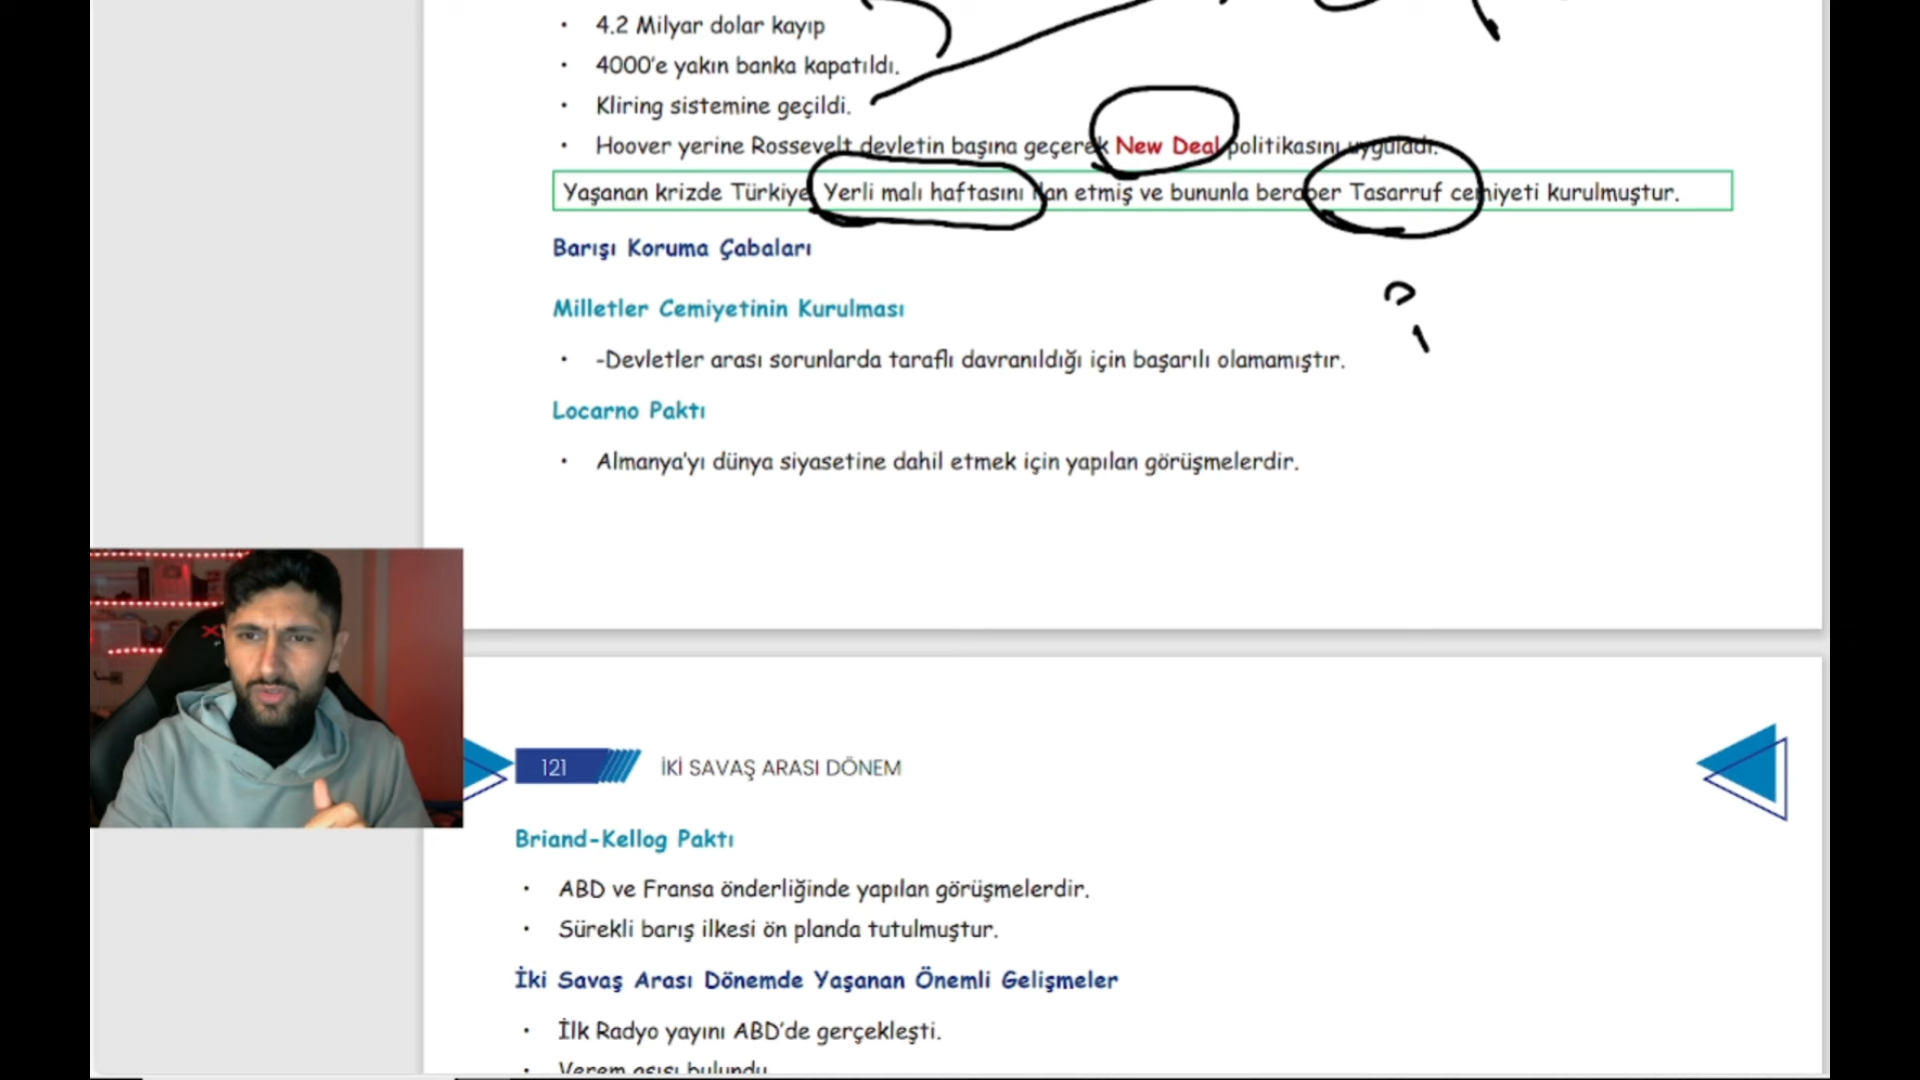 • 4.2 Milyar dolar kayıp
• 4000'e yakın banka kapatıldı.
• Kliring sistemine geçildi.
• Hoover yerine Rossevelt devletin başına geçerek New Deal politikasını uyguladı.
Yaşanan krizde Türkiye Yerli malı haftasını ilan etmiş ve bununla beraber Tasarruf cemiyeti kurulmuştur.
Barışı Koruma Çabaları
Milletler Cemiyetinin Kurulması
• -Devletler arası sorunlarda taraflı davranıldığı için başarılı olamamıştır.
Locarno Paktı
• Almanya'yı dünya siyasetine dahil etmek için yapılan görüşmelerdir.
121 İKİ SAVAŞ ARASI DÖNEM
Briand-Kellog Paktı
• ABD ve Fransa önderliğinde yapılan görüşmelerdir.
• Sürekli barış ilkesi ön planda tutulmuştur.
İki Savaş Arası Dönemde Yaşanan Önemli Gelişmeler
• İlk Radyo yayını ABD'de gerçekleşti.
• Verem aşısı bulundu